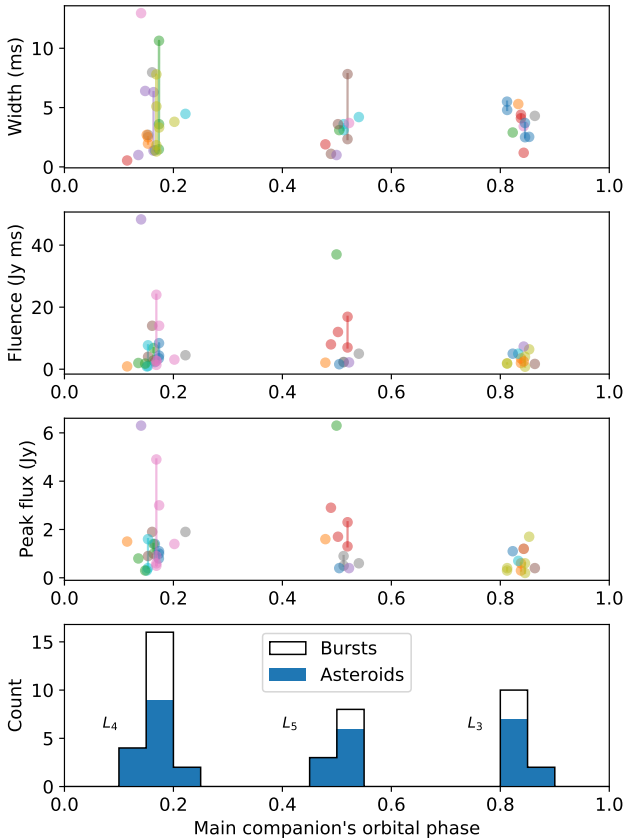 Width (ms)
10
5
0
0.0 0.2 0.4 0.6 0.8 1.0
Fluence (Jy ms)
40
20
0
0.0 0.2 0.4 0.6 0.8 1.0
Peak flux (Jy)
6
4
2
0
0.0 0.2 0.4 0.6 0.8 1.0
Count
15
10
5
0
Bursts
Asteroids
L4 L5 L3
0.0 0.2 0.4 0.6 0.8 1.0
Main companion's orbital phase